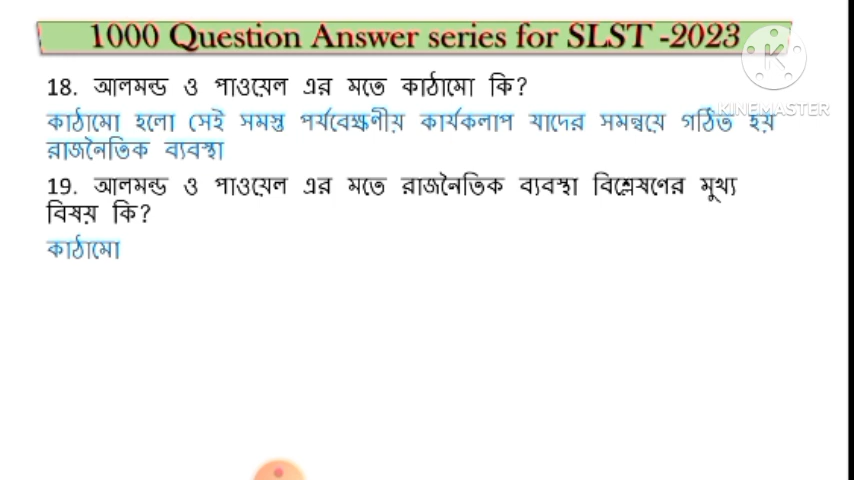 1000 Question Answer series for SLST -2023
KINEMASTER
18. আলমন্ড ও পাওয়েল এর মতে কাঠামো কি?
কাঠামো হলো সেই সমস্ত পর্যবেক্ষণীয় কার্যকলাপ যাদের সমন্বয়ে গঠিত হয়
রাজনৈতিক ব্যবস্থা
19. আলমন্ড ও পাওয়েল এর মতে রাজনৈতিক ব্যবস্থা বিশ্লেষণের মুখ্য
বিষয় কি?
কাঠামো